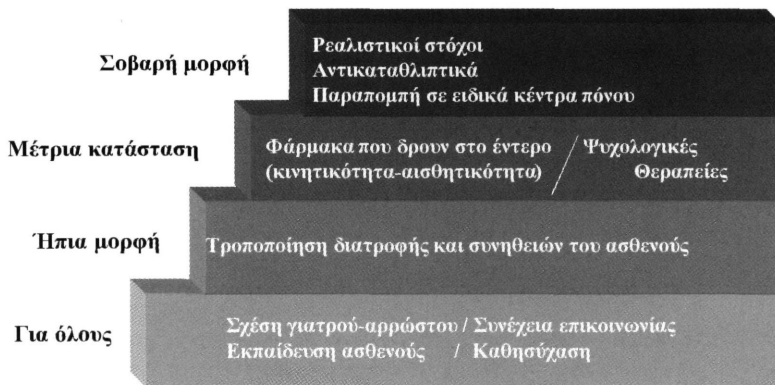 Σοβαρή μορφή
Ρεαλιστικοί στόχοι
Αντικαταθλιπτικά
Παραπομπή σε ειδικά κέντρα πόνου
Μέτρια κατάσταση
Φάρμακα που δρουν στο έντερο / Ψυχολογικές
(κινητικότητα-αισθητικότητα) Θεραπείες
Ήπια μορφή
Τροποποίηση διατροφής και συνηθειών του ασθενούς
Για όλους
Σχέση γιατρού-αρρώστου / Συνέχεια επικοινωνίας
Εκπαίδευση ασθενούς / Καθησύχαση